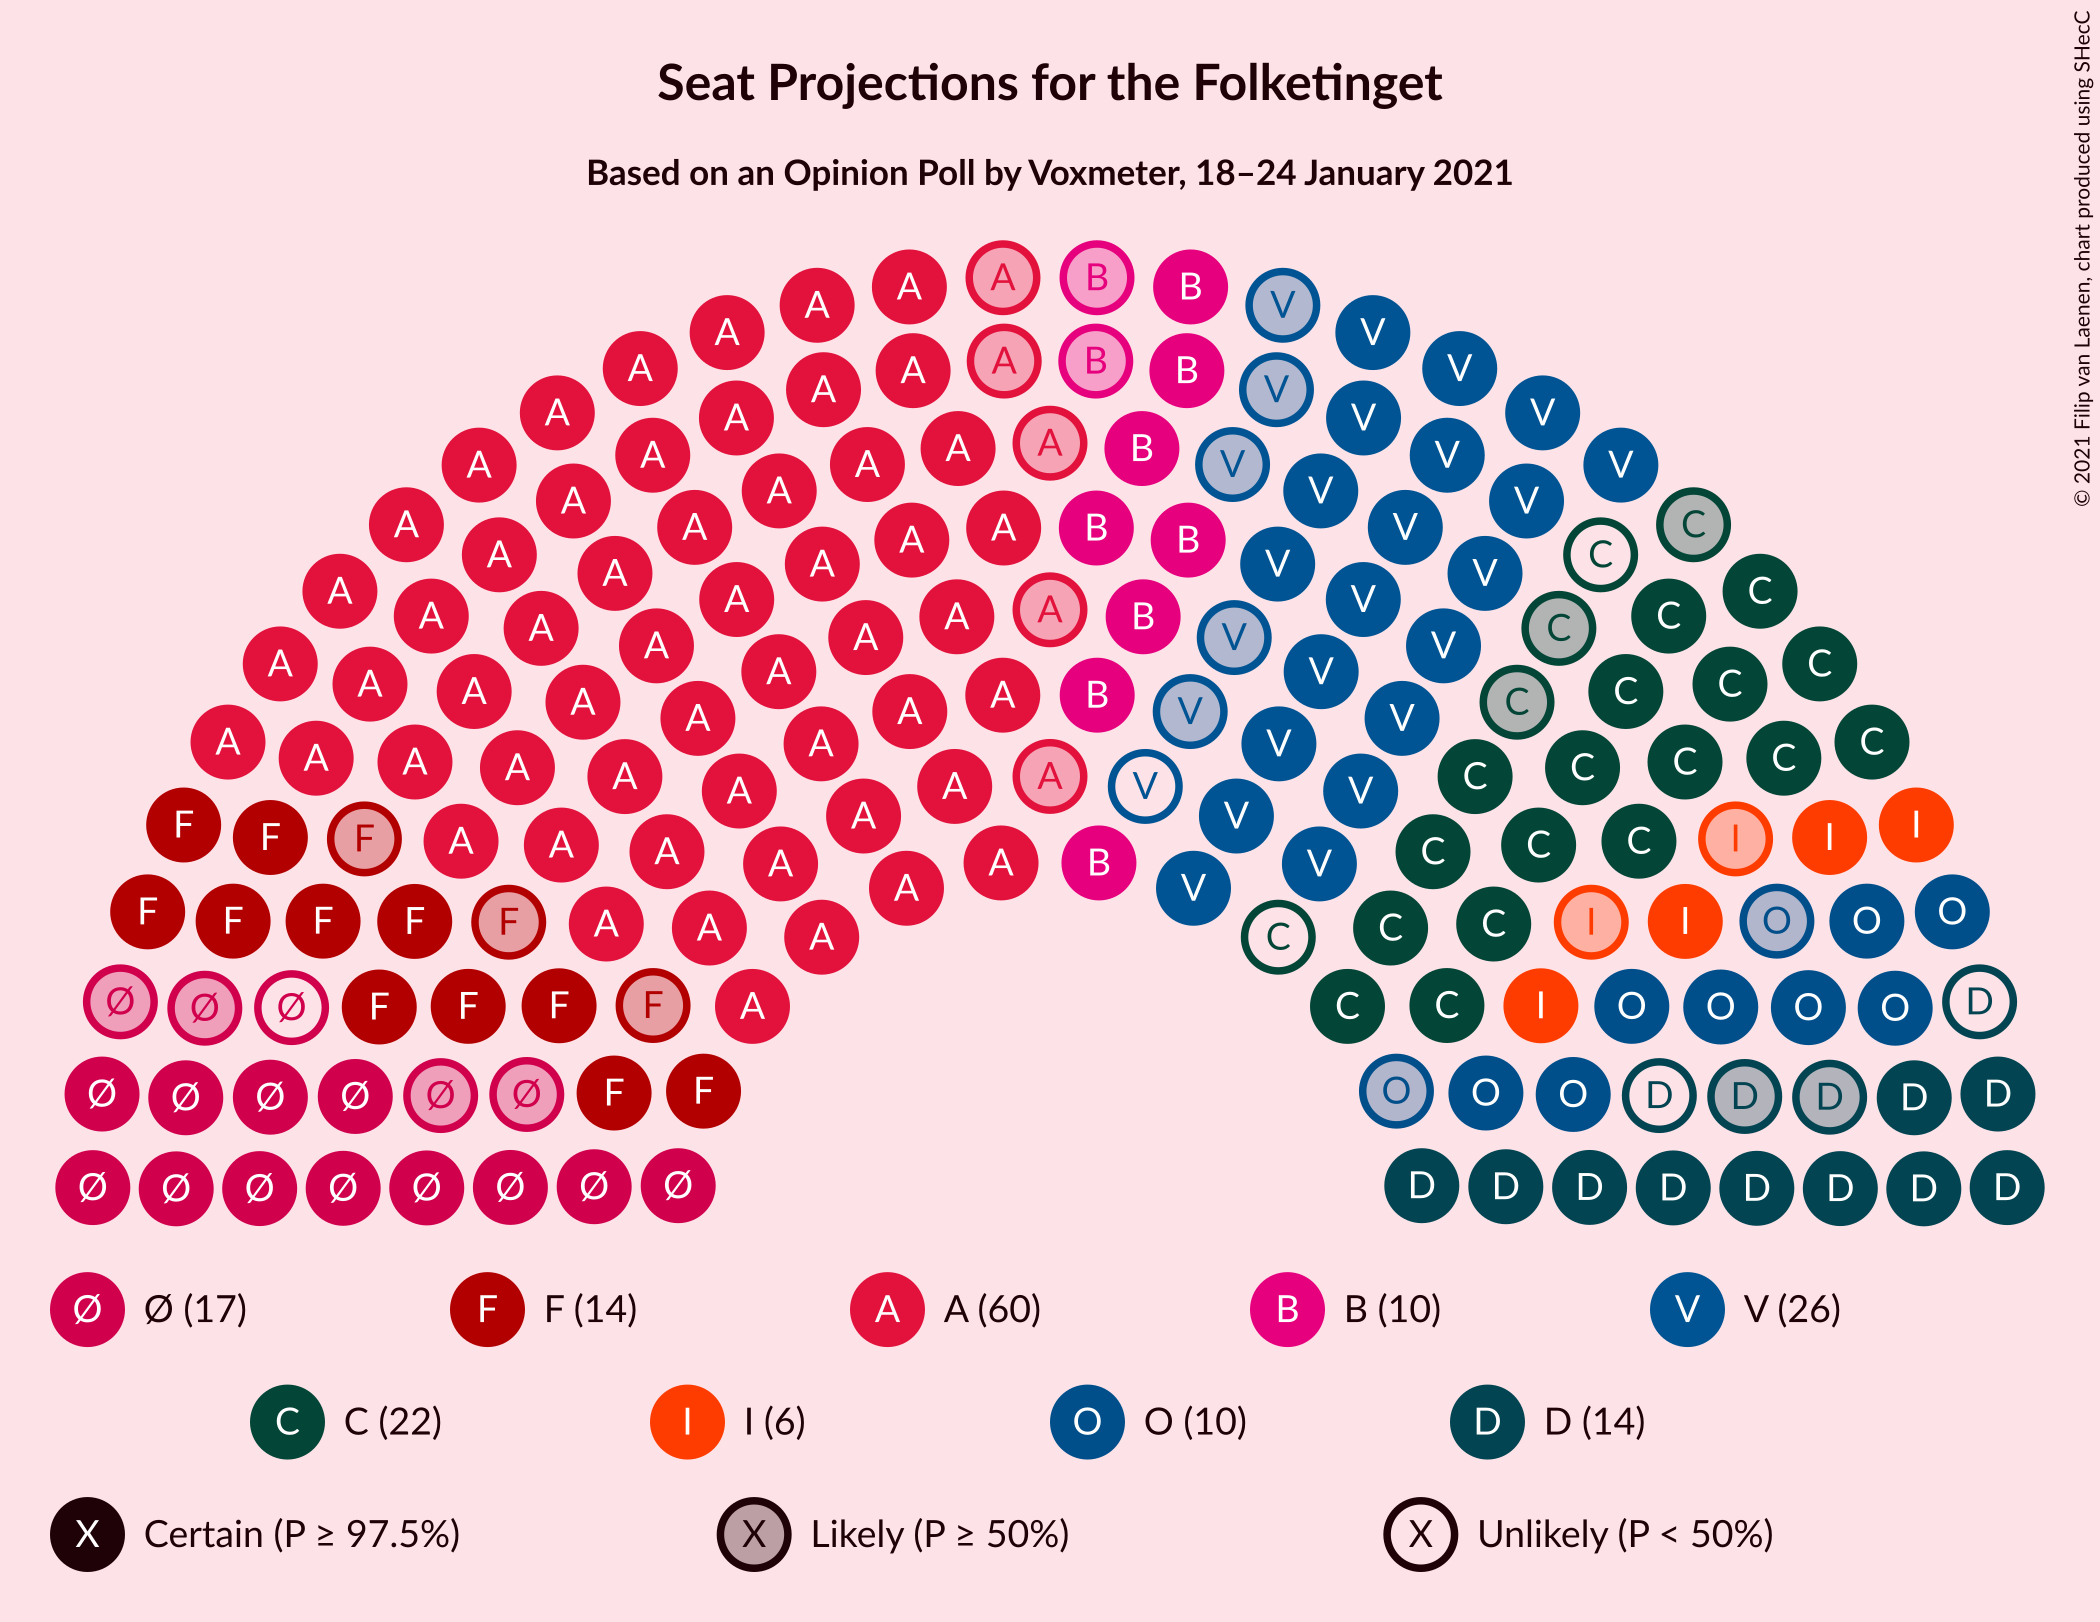 © 2021 Filip van Laenen, chart produced using SHecC
Seat Projections for the Folketinget
Based on an Opinion Poll by Voxmeter, 18–24 January 2021
A B
A B
A V
A V
A B
A A B V
A V
A A V V
A A B
A A A V V V
A A V V
A A A B V C
A B
A A V C
A V
A A V C
A A A B C
A A V C
A V
A A V C
A A A B C C
A A A V V C
A A V C
A A A C C C
A A A A V V C
F A V I
F F A A A C C C I I
A A B V
A V
F F F F F A A A C C C I I O O O
Ø Ø Ø F F F F A C C I O O O O D
Ø Ø Ø Ø Ø Ø F F O O O D D D D D
Ø Ø Ø Ø Ø Ø Ø Ø D D D D D D D D
Ø Ø (17) F F (14) A A (60) B B (10) V V (26)
C C (22) I I (6) O O (10) D D (14)
X Certain (P ≥ 97.5%) X Likely (P ≥ 50%) X Unlikely (P < 50%)